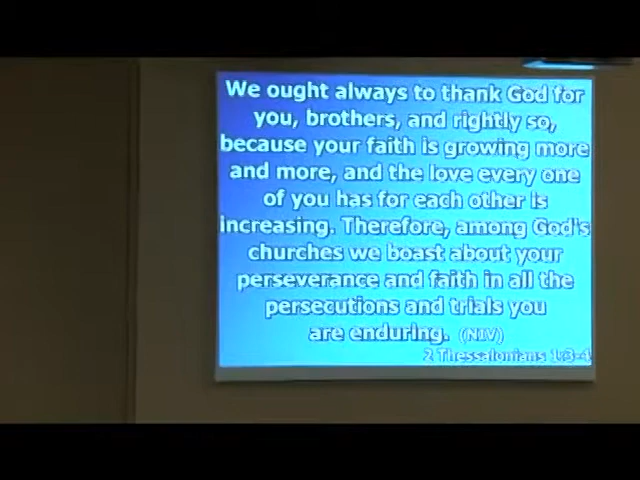 We ought always to thank God for
you, brothers, and rightly so,
because your faith is growing more
and more, and the love every one
of you has for each other is
increasing. Therefore, among God's
churches we boast about your
perseverance and faith in all the
persecutions and trials you
are enduring. (NIV)
2 Thessalonians 1:3-4